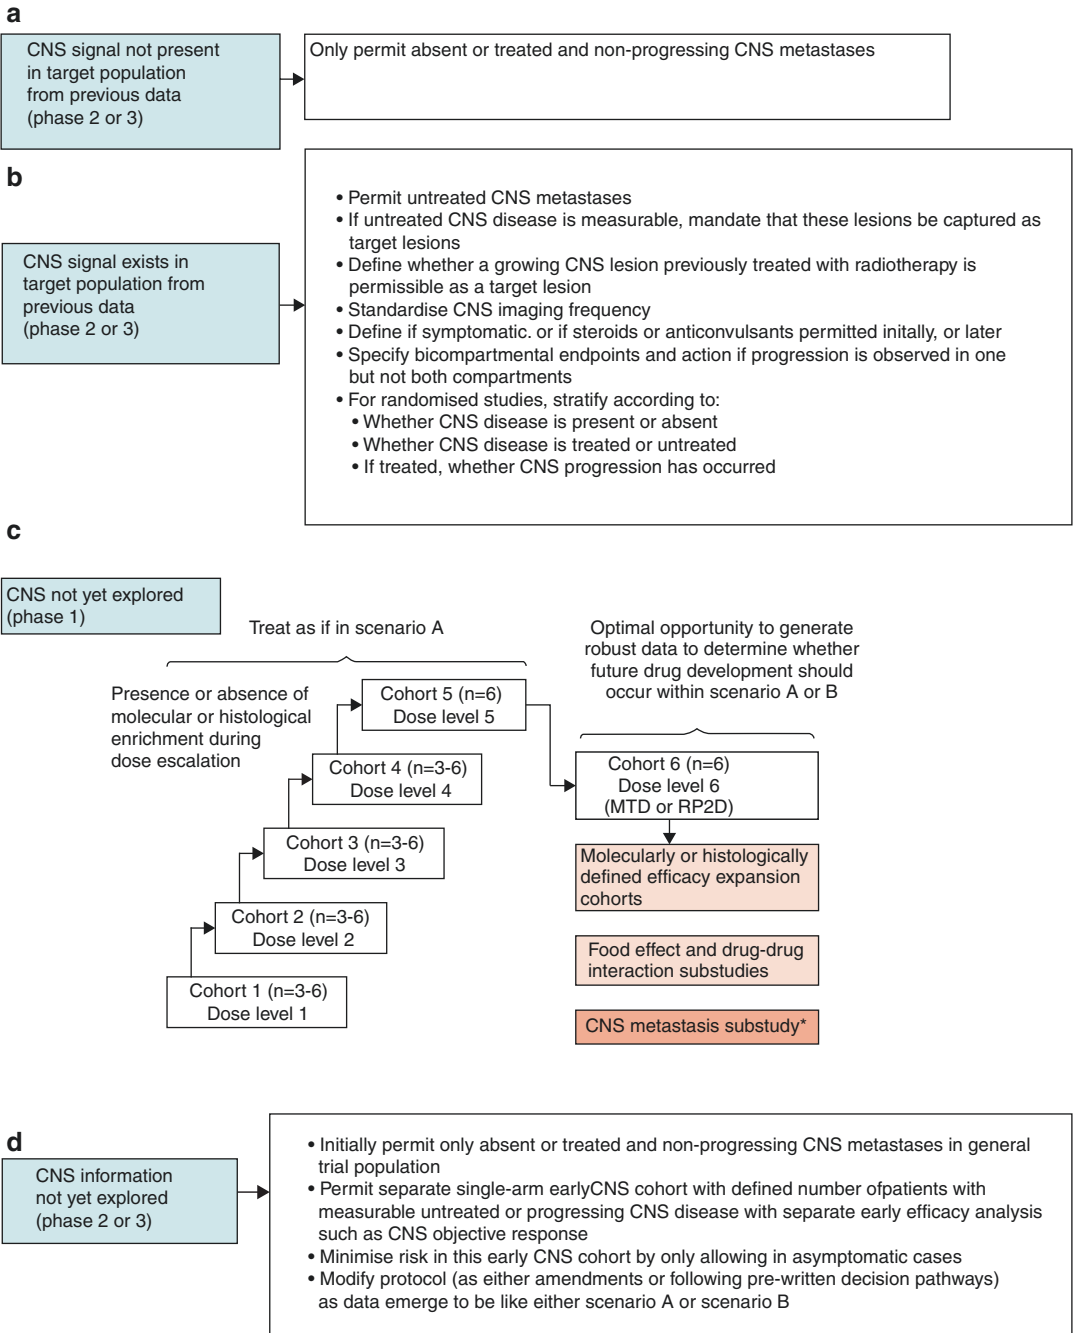 a
CNS signal not present
in target population
from previous data
(phase 2 or 3)
Only permit absent or treated and non-progressing CNS metastases
b
CNS signal exists in
target population from
previous data
(phase 2 or 3)
• Permit untreated CNS metastases
• If untreated CNS disease is measurable, mandate that these lesions be captured as
target lesions
• Define whether a growing CNS lesion previously treated with radiotherapy is
permissible as a target lesion
• Standardise CNS imaging frequency
• Define if symptomatic. or if steroids or anticonvulsants permitted initally, or later
• Specify bicompartmental endpoints and action if progression is observed in one
but not both compartments
• For randomised studies, stratify according to:
• Whether CNS disease is present or absent
• Whether CNS disease is treated or untreated
• If treated, whether CNS progression has occurred
c
CNS not yet explored
(phase 1)
Treat as if in scenario A
Presence or absence of
molecular or histological
enrichment during
dose escalation
Cohort 5 (n=6)
Dose level 5
Cohort 4 (n=3-6)
Dose level 4
Cohort 3 (n=3-6)
Dose level 3
Cohort 2 (n=3-6)
Dose level 2
Cohort 1 (n=3-6)
Dose level 1
Optimal opportunity to generate
robust data to determine whether
future drug development should
occur within scenario A or B
Cohort 6 (n=6)
Dose level 6
(MTD or RP2D)
Molecularly or histologically
defined efficacy expansion
cohorts
Food effect and drug-drug
interaction substudies
CNS metastasis substudy*
d
CNS information
not yet explored
(phase 2 or 3)
• Initially permit only absent or treated and non-progressing CNS metastases in general
trial population
• Permit separate single-arm earlyCNS cohort with defined number ofpatients with
measurable untreated or progressing CNS disease with separate early efficacy analysis
such as CNS objective response
• Minimise risk in this early CNS cohort by only allowing in asymptomatic cases
• Modify protocol (as either amendments or following pre-written decision pathways)
as data emerge to be like either scenario A or scenario B